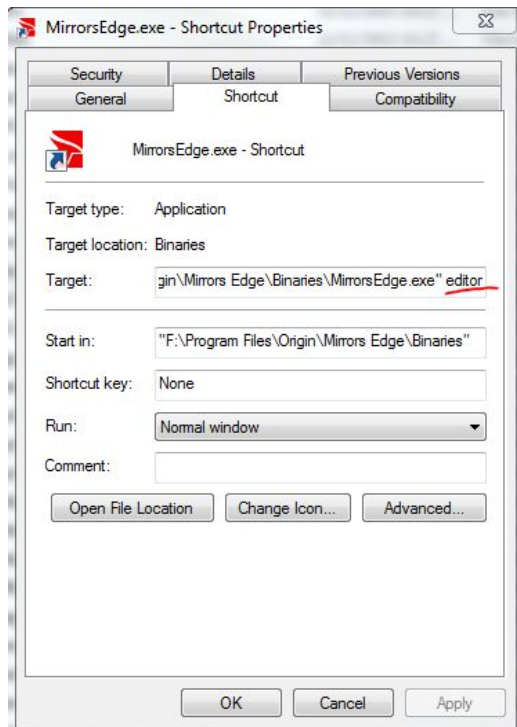 MirrorsEdge.exe - Shortcut Properties
Security Details Previous Versions
General Shortcut Compatibility
MirrorsEdge.exe - Shortcut
Target type: Application
Target location: Binaries
Target: gin\Mirrors Edge\Binaries\MirrorsEdge.exe" editor
Start in: "F:\Program Files\Origin\Mirrors Edge\Binaries"
Shortcut key: None
Run: Normal window
Comment:
Open File Location Change Icon... Advanced...
OK Cancel Apply